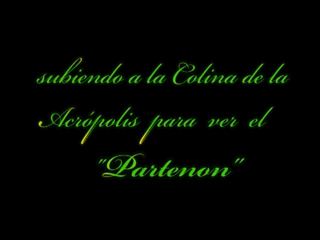 subiendo a la Colina de la
Acrópolis para ver el
"Partenon"